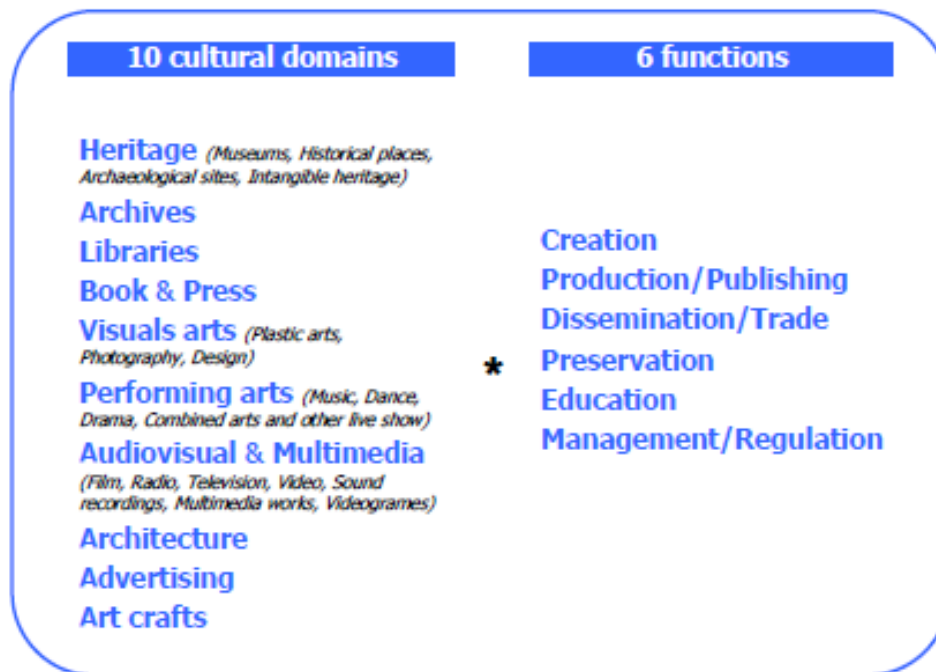 10 cultural domains
Heritage (Museums, Historical places,
Archaeological sites, Intangible heritage)
Archives
Libraries
Book & Press
Visuals arts (Plastic arts,
Photography, Design)
Performing arts (Music, Dance,
Drama, Combined arts and other live show)
Audiovisual & Multimedia
(Film, Radio, Television, Video, Sound
recordings, Multimedia works, Videogrames)
Architecture
Advertising
Art crafts
*
6 functions
Creation
Production/Publishing
Dissemination/Trade
Preservation
Education
Management/Regulation